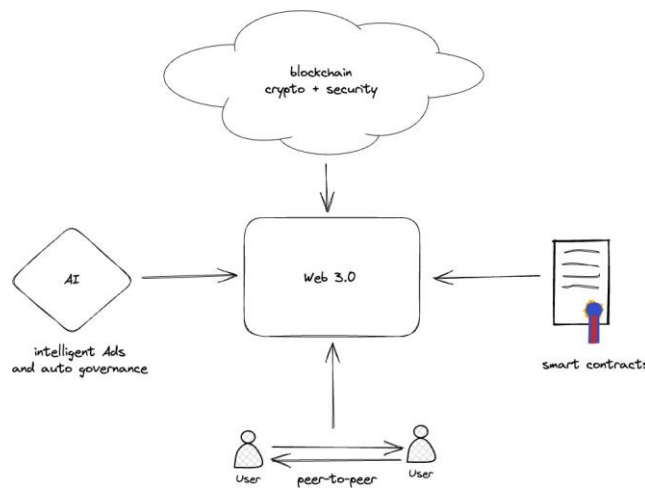 blockchain
crypto + security
AI
Web 3.0
intelligent Ads
and auto governance
smart contracts
User
peer-to-peer
User